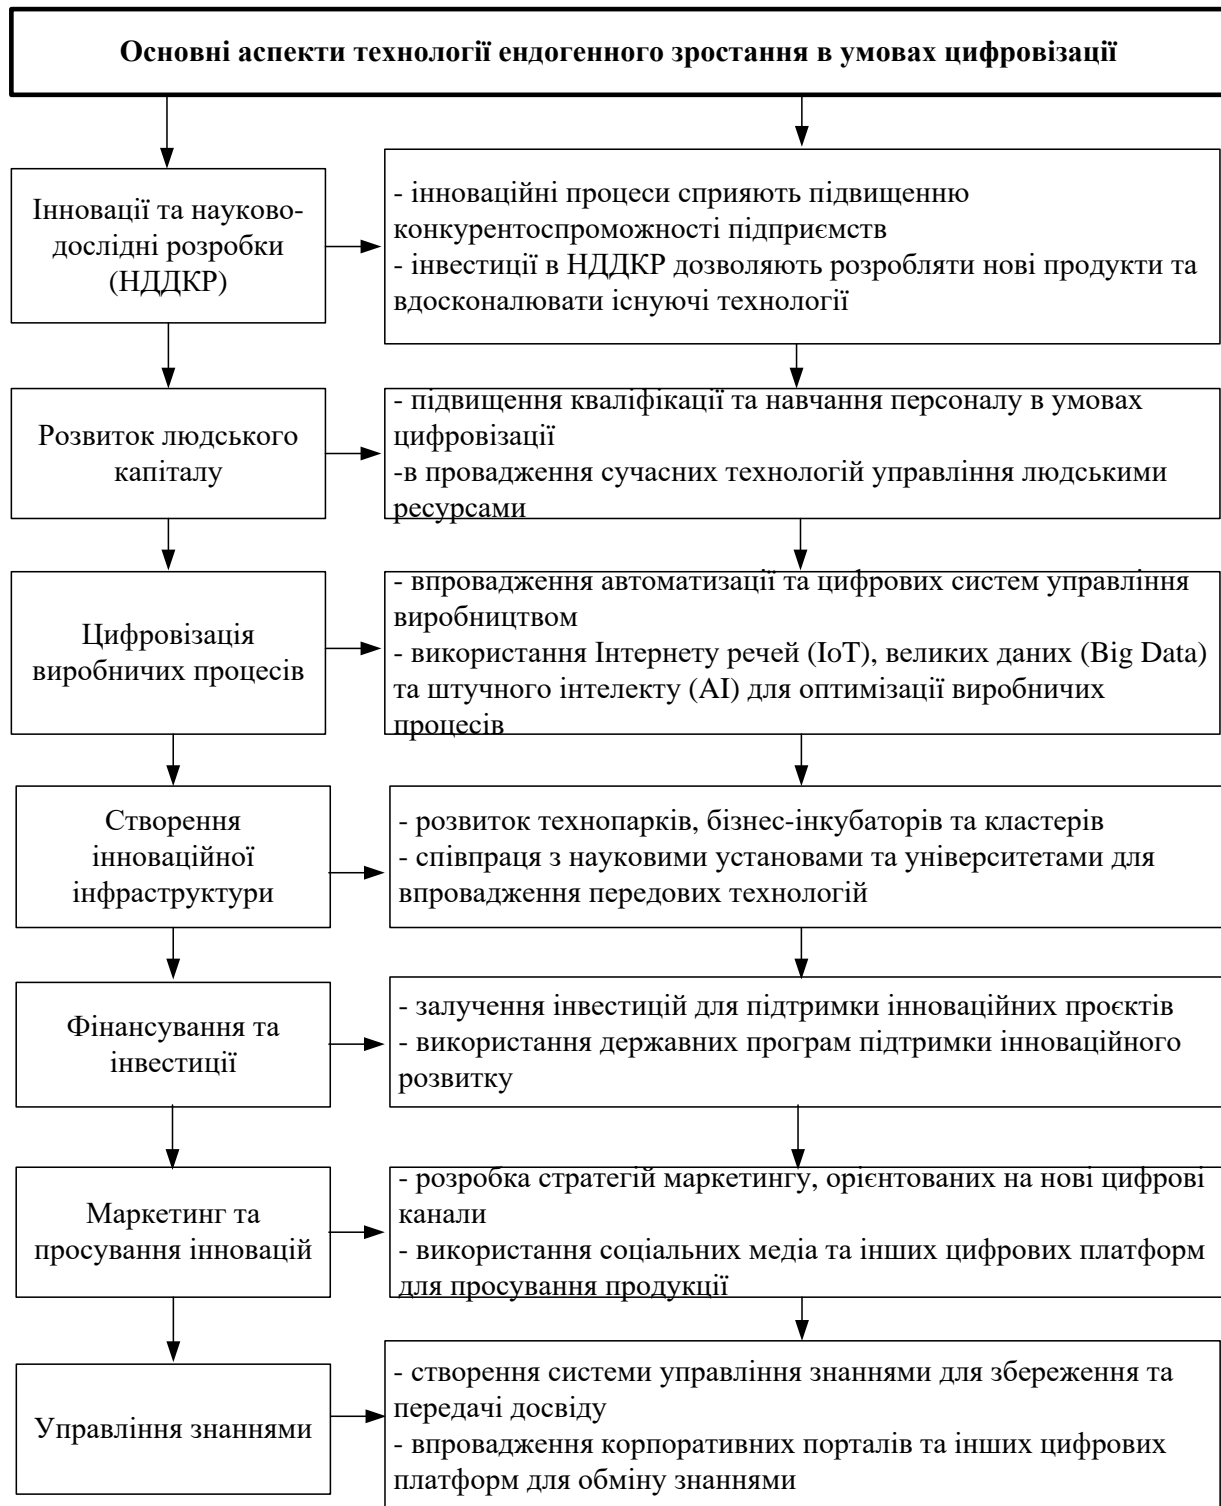 Основні аспекти технології ендогенного зростання в умовах цифровізації
Інновації та науково-
дослідні розробки
(НДДКР)
- інноваційні процеси сприяють підвищенню
конкурентоспроможності підприємств
- інвестиції в НДДКР дозволяють розробляти нові продукти та
вдосконалювати існуючі технології
Розвиток людського
капіталу
- підвищення кваліфікації та навчання персоналу в умовах
цифровізації
-в провадження сучасних технологій управління людськими
ресурсами
Цифровізація
виробничих процесів
- впровадження автоматизації та цифрових систем управління
виробництвом
- використання Інтернету речей (IoT), великих даних (Big Data)
та штучного інтелекту (AI) для оптимізації виробничих
процесів
Створення
інноваційної
інфраструктури
- розвиток технопарків, бізнес-інкубаторів та кластерів
- співпраця з науковими установами та університетами для
впровадження передових технологій
Фінансування та
інвестиції
- залучення інвестицій для підтримки інноваційних проєктів
- використання державних програм підтримки інноваційного
розвитку
Маркетинг та
просування інновацій
- розробка стратегій маркетингу, орієнтованих на нові цифрові
канали
- використання соціальних медіа та інших цифрових платформ
для просування продукції
Управління знаннями
- створення системи управління знаннями для збереження та
передачі досвіду
- впровадження корпоративних порталів та інших цифрових
платформ для обміну знаннями